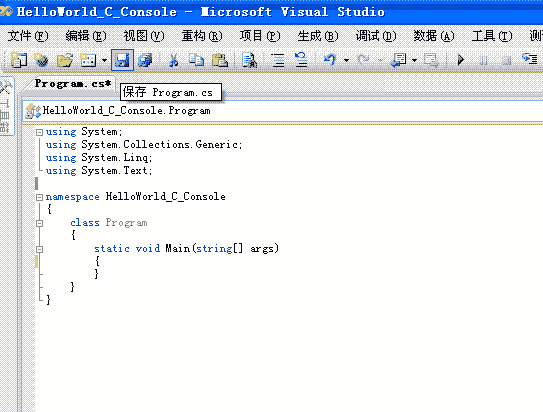 HelloWorld_C_Console - Microsoft Visual Studio
文件(F) 编辑(E) 视图(V) 重构(R) 项目(P) 生成(B) 调试(D) 数据(A) 工具(T)
Program.cs*
保存 Program.cs
HelloWorld_C_Console.Program
using System;
using System.Collections.Generic;
using System.Linq;
using System.Text;
namespace HelloWorld_C_Console
{
class Program
{
static void Main(string[] args)
{
}
}
}